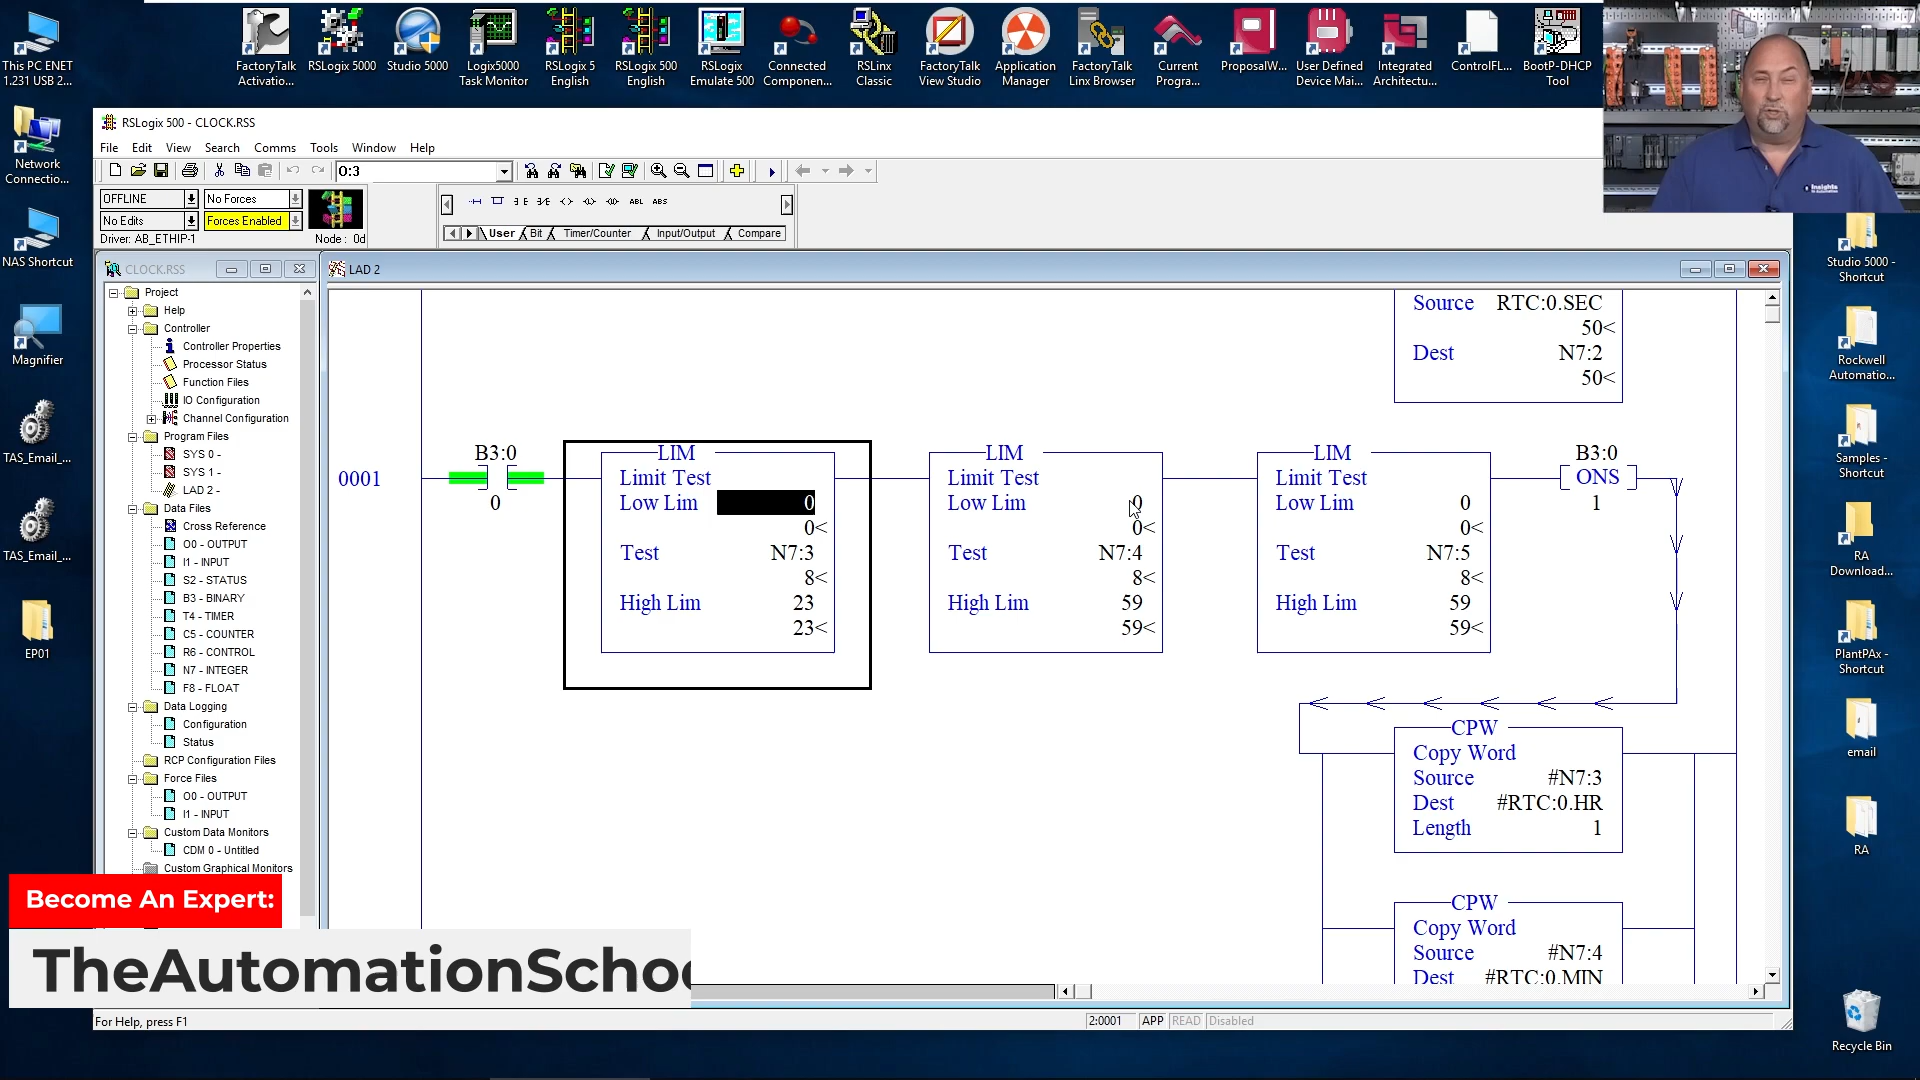 This PC ENET
1.231 USB 2...
FactoryTalk
Activatio...
RSLogix 5000
Studio 5000
Logix5000
Task Monitor
RSLogix 5
English
RSLogix 500
English
RSLogix
Emulate 500
Connected
Componen...
RSLinx
Classic
FactoryTalk
View Studio
Application
Manager
FactoryTalk
Linx Browser
Current
Progra...
ProposalW...
User Defined
Device Mai...
Integrated
Architectu...
ControlFL...
BootP-DHCP
Tool
Insights
Network
Connectio...
NAS Shortcut
Magnifier
TAS_Email_...
TAS_Email_...
EP01
RSLogix 500 - CLOCK.RSS
File Edit View Search Comms Tools Window Help
O:3
OFFLINE
No Forces
No Edits
Forces Enabled
Driver: AB_ETHIP-1
Node : 0d
ABL ABS
User Bit Timer/Counter Input/Output Compare
CLOCK.RSS
Project
Help
Controller
Controller Properties
Processor Status
Function Files
IO Configuration
Channel Configuration
Program Files
SYS 0 -
SYS 1 -
LAD 2 -
Data Files
Cross Reference
O0 - OUTPUT
I1 - INPUT
S2 - STATUS
B3 - BINARY
T4 - TIMER
C5 - COUNTER
R6 - CONTROL
N7 - INTEGER
F8 - FLOAT
Data Logging
Configuration
Status
RCP Configuration Files
Force Files
O0 - OUTPUT
I1 - INPUT
Custom Data Monitors
CDM 0 - Untitled
Custom Graphical Monitors
LAD 2
Source RTC:0.SEC
50<
Dest N7:2
50<
0001
B3:0
0
LIM
Limit Test
Low Lim 0
0<
Test N7:3
8<
High Lim 23
23<
LIM
Limit Test
Low Lim 0
0<
Test N7:4
8<
High Lim 59
59<
LIM
Limit Test
Low Lim 0
0<
Test N7:5
8<
High Lim 59
59<
B3:0
ONS
1
CPW
Copy Word
Source #N7:3
Dest #RTC:0.HR
Length 1
CPW
Copy Word
Source #N7:4
Dest #RTC:0.MIN
Become An Expert:
TheAutomationSchoo
For Help, press F1
2:0001 APP READ Disabled
Studio 5000 -
Shortcut
Rockwell
Automatio...
Samples -
Shortcut
RA
Download...
PlantPAx -
Shortcut
email
RA
Recycle Bin